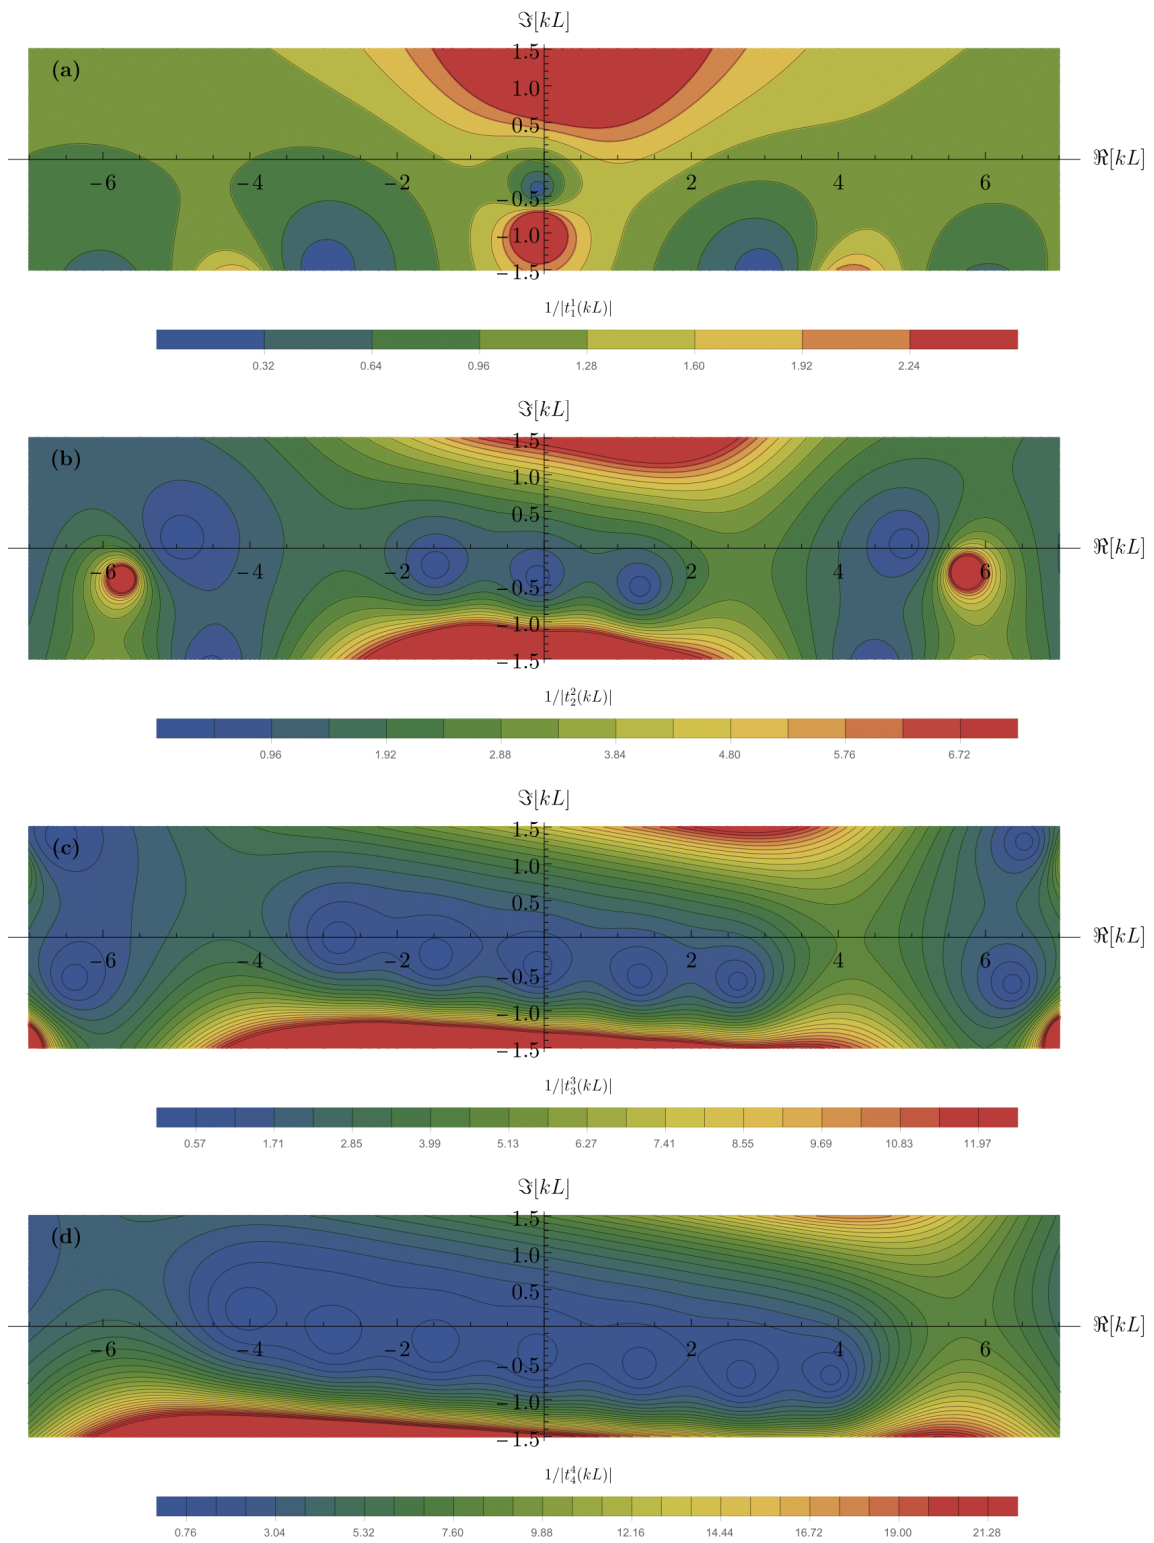 ℑ[kL]
(a)
1.5
1.0
0.5
ℜ[kL]
−6 −4 −2 2 4 6
−0.5
−1.0
−1.5
1/|t₁¹(kL)|
0.32 0.64 0.96 1.28 1.60 1.92 2.24
ℑ[kL]
(b)
1.5
1.0
0.5
ℜ[kL]
−6 −4 −2 2 4 6
−0.5
−1.0
−1.5
1/|t₂²(kL)|
0.96 1.92 2.88 3.84 4.80 5.76 6.72
ℑ[kL]
(c)
1.5
1.0
0.5
ℜ[kL]
−6 −4 −2 2 4 6
−0.5
−1.0
−1.5
1/|t₃³(kL)|
0.57 1.71 2.85 3.99 5.13 6.27 7.41 8.55 9.69 10.83 11.97
ℑ[kL]
(d)
1.5
1.0
0.5
ℜ[kL]
−6 −4 −2 2 4 6
−0.5
−1.0
−1.5
1/|t₄⁴(kL)|
0.76 3.04 5.32 7.60 9.88 12.16 14.44 16.72 19.00 21.28